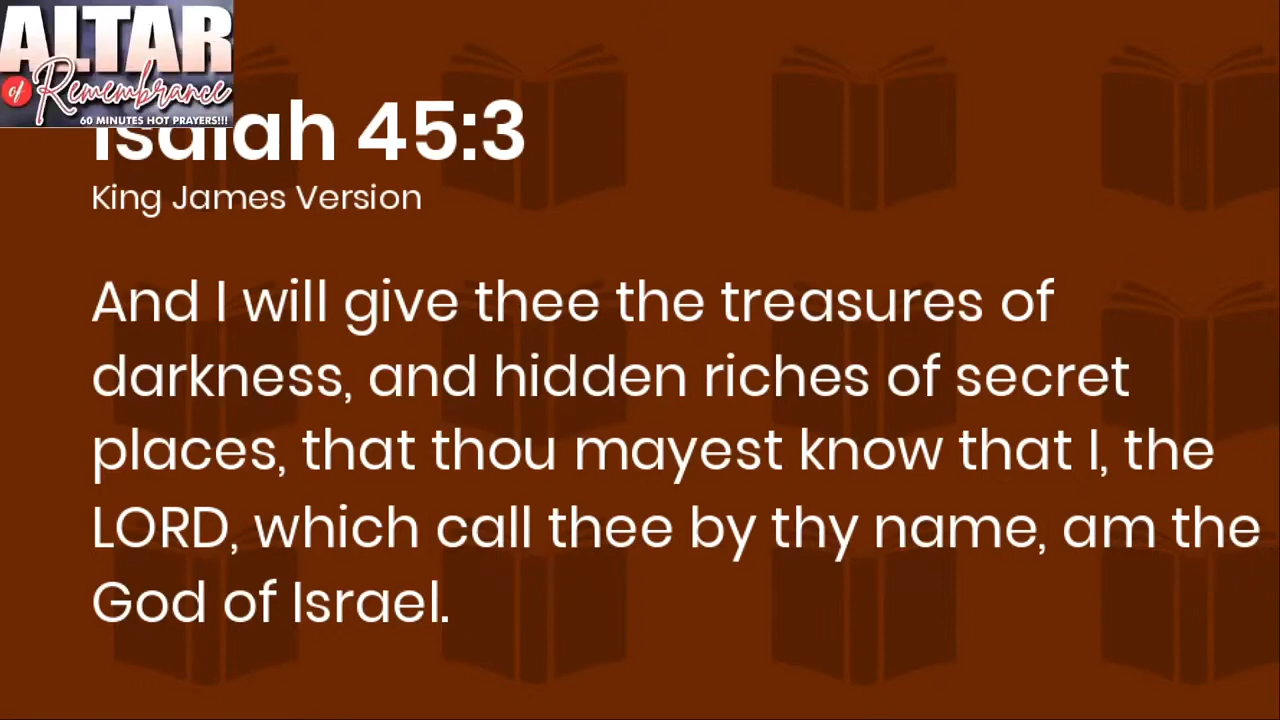 ALTAR
of Remembrance
60 MINUTES HOT PRAYERS!!!
Isaiah 45:3
King James Version
And I will give thee the treasures of
darkness, and hidden riches of secret
places, that thou mayest know that I, the
LORD, which call thee by thy name, am the
God of Israel.